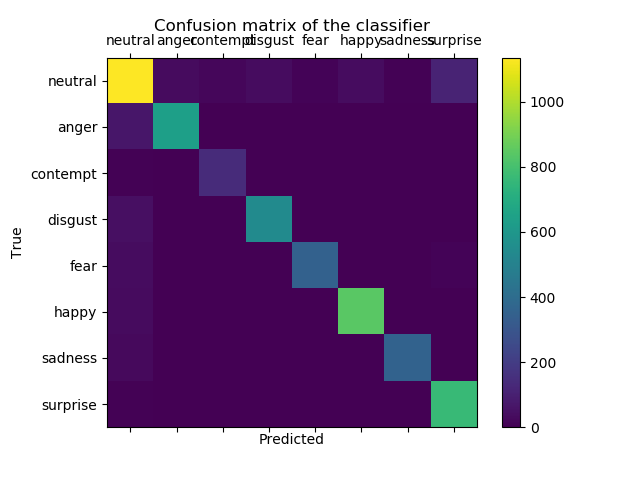 Confusion matrix of the classifier
neutral anger contempt disgust fear happy sadness surprise
neutral
anger
contempt
disgust
fear
happy
sadness
surprise
True
Predicted
1000
800
600
400
200
0